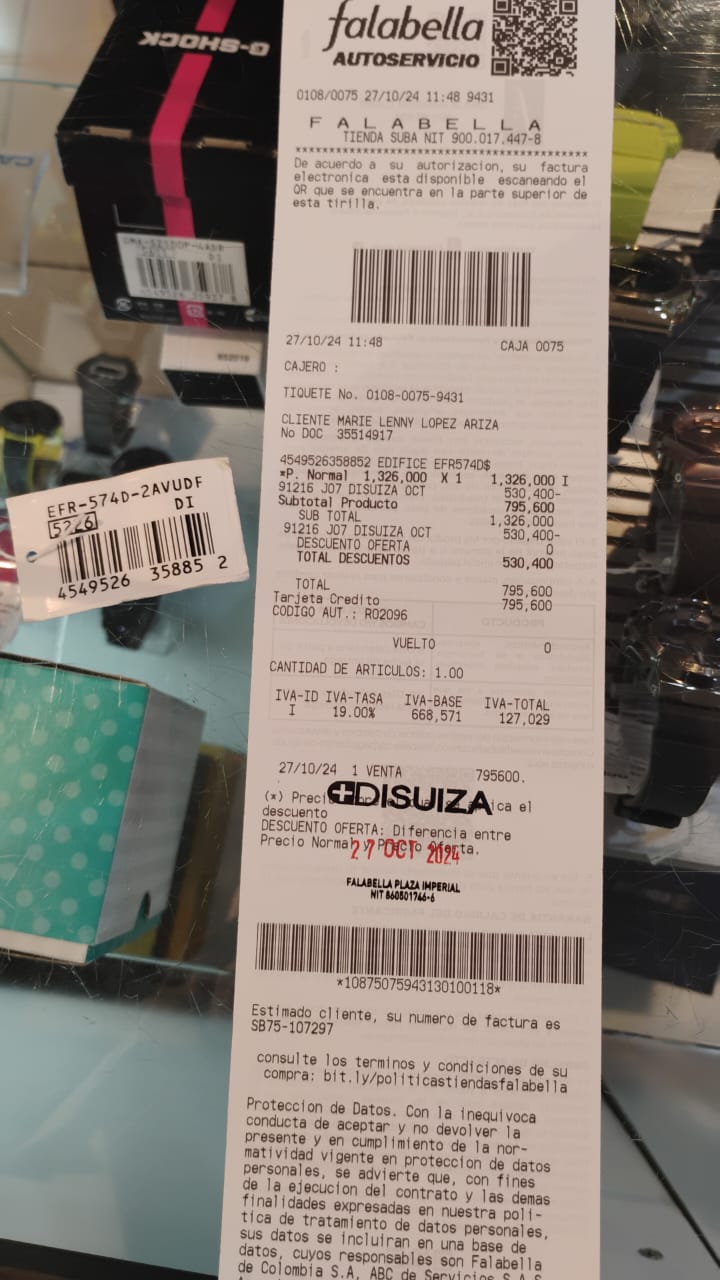 G-SHOCK
falabella
AUTOSERVICIO
0108/0075 27/10/24 11:48 9431
F A L A B E L L A
TIENDA SUBA NIT 900.017.447-8
De acuerdo a su autorizacion, su factura
electronica esta disponible escaneando el
QR que se encuentra en la parte superior de
esta tirilla.
27/10/24 11:48 CAJA 0075
CAJERO :
TIQUETE No. 0108-0075-9431
CLIENTE MARIE LENNY LOPEZ ARIZA
No DOC 35514917
4549526358852 EDIFICE EFR574D$
*P. Normal 1,326,000 X 1 1,326,000 I
91216 J07 DISUIZA OCT 530,400-
Subtotal Producto 795,600
SUB TOTAL 1,326,000
91216 J07 DISUIZA OCT 530,400-
DESCUENTO OFERTA 0
TOTAL DESCUENTOS 530,400
TOTAL 795,600
Tarjeta Credito 795,600
CODIGO AUT.: R02096
VUELTO 0
CANTIDAD DE ARTICULOS: 1.00
IVA-ID IVA-TASA IVA-BASE IVA-TOTAL
I 19.00% 668,571 127,029
27/10/24 1 VENTA 795600.
(*) Preci ica el
DISUIZA
descuento
DESCUENTO OFERTA: Diferencia entre
Precio Normal y Precio Oferta.
27 OCT 2024
FALABELLA PLAZA IMPERIAL
NIT 860501746-6
*10875075943130100118*
Estimado cliente, su numero de factura es
SB75-107297
consulte los terminos y condiciones de su
compra: bit.ly/politicastiendasfalabella
Proteccion de Datos. Con la inequivoca
conducta de aceptar y no devolver la
presente y en cumplimiento de la nor-
matividad vigente en proteccion de datos
personales, se advierte que, con fines
de la ejecucion del contrato y las demas
finalidades expresadas en nuestra poli-
tica de tratamiento de datos personales,
sus datos se incluiran en una base de
datos, cuyos responsables son Falabella
de Colombia S.A, ABC de Servicios S.A.S
EFR-574D-2AVUDF
5226 DI
4549526 35885 2